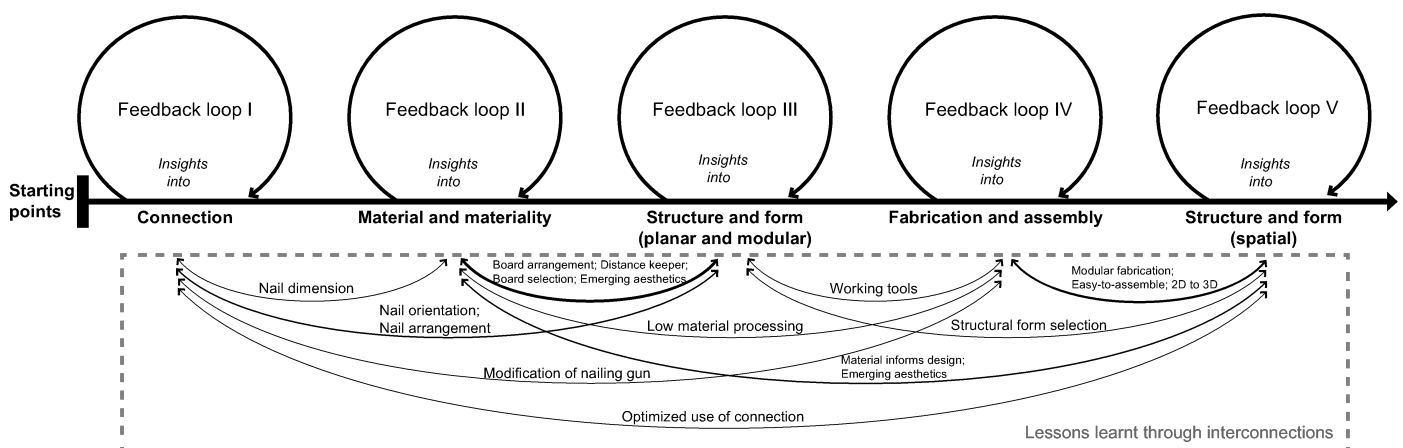 Feedback loop I
Feedback loop II
Feedback loop III
Feedback loop IV
Feedback loop V
Insights
into
Insights
into
Insights
into
Insights
into
Insights
into
Starting
points
Connection
Material and materiality
Structure and form
(planar and modular)
Fabrication and assembly
Structure and form
(spatial)
Board arrangement; Distance keeper;
Board selection; Emerging aesthetics
Modular fabrication;
Easy-to-assemble; 2D to 3D
Nail dimension
Working tools
Nail orientation;
Nail arrangement
Low material processing
Structural form selection
Material informs design;
Emerging aesthetics
Modification of nailing gun
Optimized use of connection
Lessons learnt through interconnections